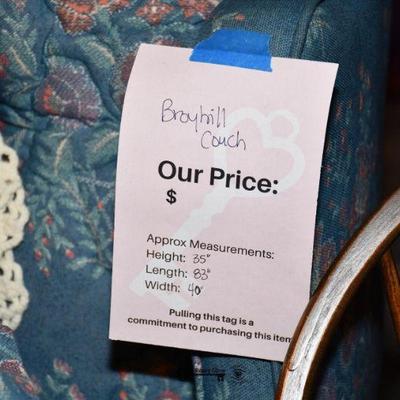 Broyhill
Couch
Our Price:
$
Approx Measurements:
Height: 35"
Length: 83"
Width: 40"
Pulling this tag is a
commitment to purchasing this item